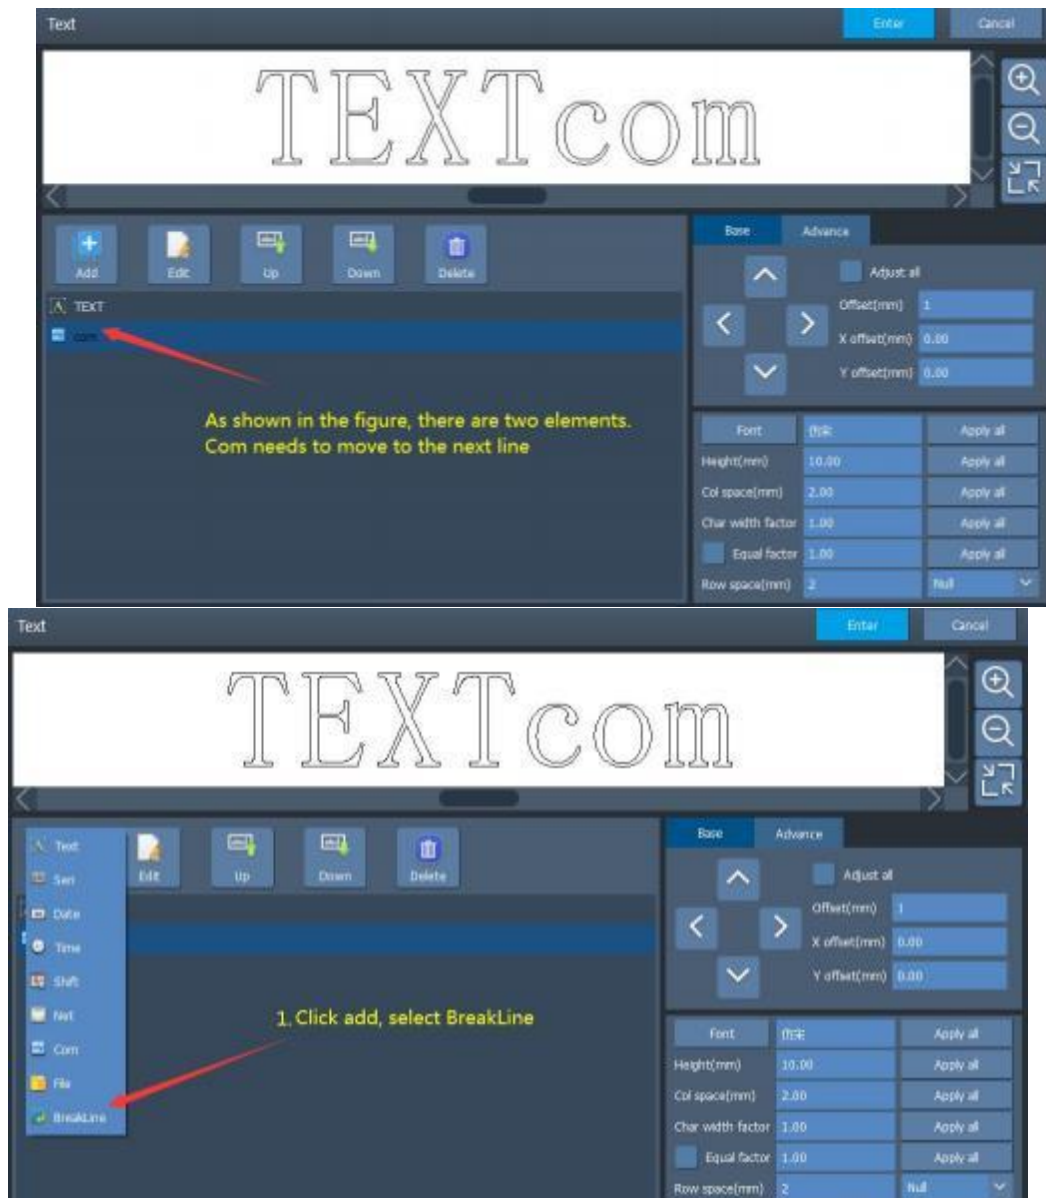 Text
Enter
Cancel
TEXTcom
Add
Edit
Up
Down
Delete
TEXT
com
As shown in the figure, there are two elements.
Com needs to move to the next line
Base
Advance
Adjust all
Offset(mm) 1
X offset(mm) 0.00
Y offset(mm) 0.00
Font 仿宋 Apply all
Height(mm) 10.00 Apply all
Col space(mm) 2.00 Apply all
Char width factor 1.00 Apply all
Equal factor 1.00 Apply all
Row space(mm) 2 Null
Text
Enter
Cancel
TEXTcom
Text
Seri
Date
Time
Shift
Net
Com
File
BreakLine
Edit
Up
Down
Delete
1. Click add, select BreakLine
Base
Advance
Adjust all
Offset(mm) 1
X offset(mm) 0.00
Y offset(mm) 0.00
Font 仿宋 Apply all
Height(mm) 10.00 Apply all
Col space(mm) 2.00 Apply all
Char width factor 1.00 Apply all
Equal factor 1.00 Apply all
Row space(mm) 2 Null